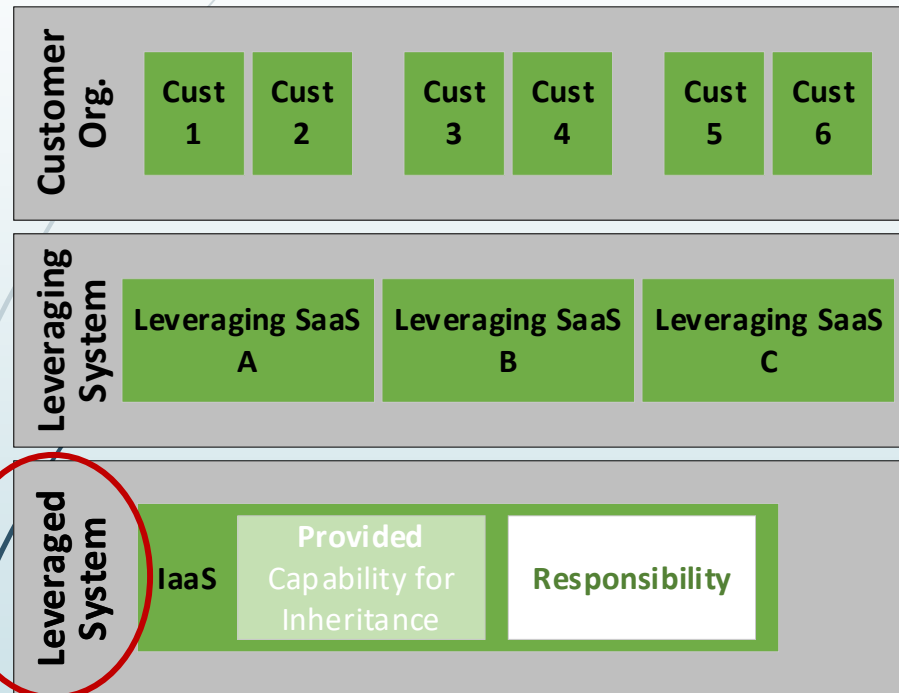 Customer
Org.
Cust
1
Cust
2
Cust
3
Cust
4
Cust
5
Cust
6
Leveraging
System
Leveraging SaaS
A
Leveraging SaaS
B
Leveraging SaaS
C
Leveraged
System
IaaS
Provided
Capability for
Inheritance
Responsibility